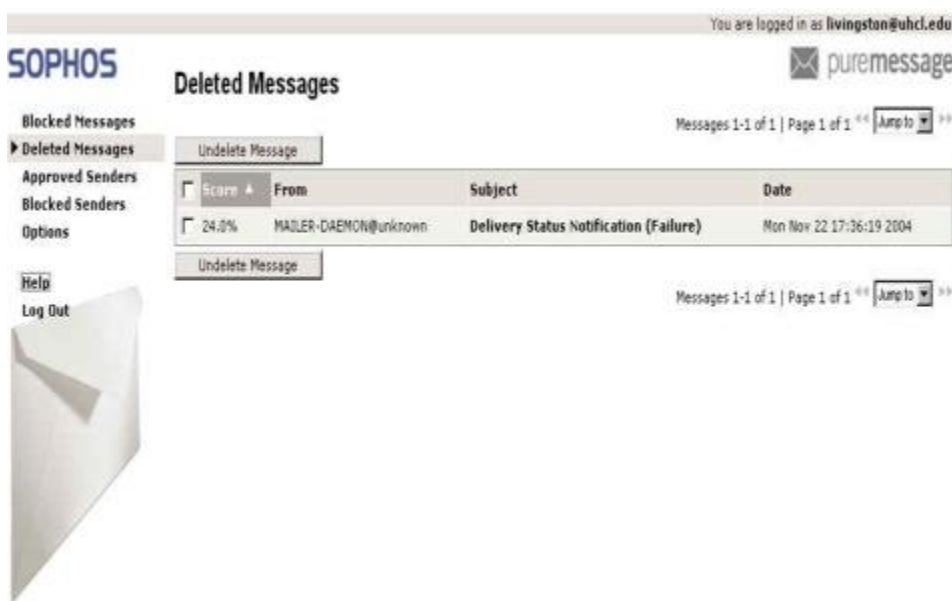 You are logged in as livingston@uhcl.edu
SOPHOS
puremessage
Deleted Messages
Messages 1-1 of 1 | Page 1 of 1 << Jump to >>
Blocked Messages
Deleted Messages
Approved Senders
Blocked Senders
Options
Help
Log Out
Undelete Message
Score From Subject Date
24.0% MAILER-DAEMON@unknown Delivery Status Notification (Failure) Mon Nov 22 17:36:19 2004
Undelete Message
Messages 1-1 of 1 | Page 1 of 1 << Jump to >>